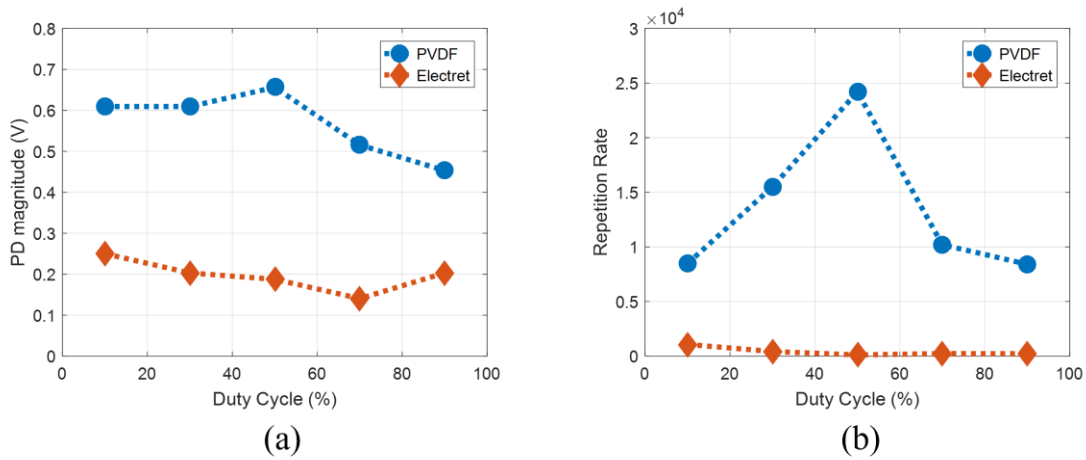 0.8
0.7
0.6
0.5
0.4
0.3
0.2
0.1
0
PD magnitude (V)
PVDF
Electret
0 20 40 60 80 100
Duty Cycle (%)
(a)
×10⁴
3
2.5
2
1.5
1
0.5
0
Repetition Rate
PVDF
Electret
0 20 40 60 80 100
Duty Cycle (%)
(b)